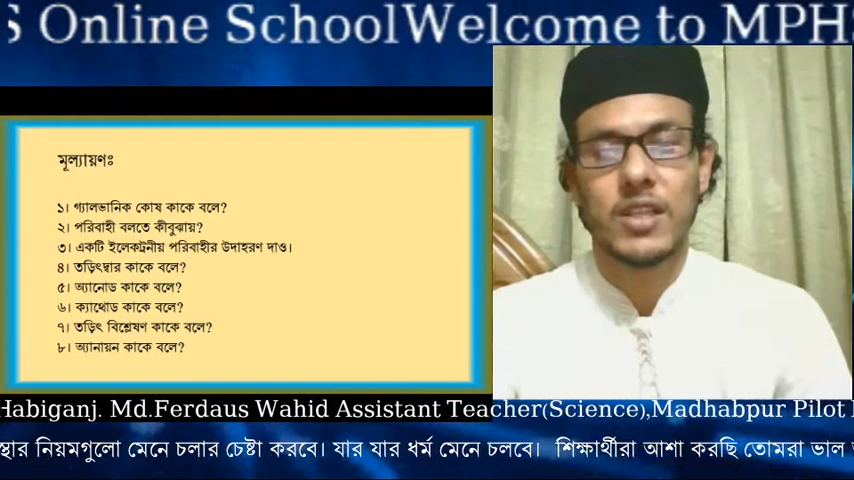 Online SchoolWelcome to MPH
মূল্যায়ণঃ
১। গ্যালভানিক কোষ কাকে বলে?
২। পরিবাহী বলতে কীবুঝায়?
৩। একটি ইলেকট্রনীয় পরিবাহীর উদাহরণ দাও।
৪। তড়িৎদ্বার কাকে বলে?
৫। অ্যানোড কাকে বলে?
৬। ক্যাথোড কাকে বলে?
৭। তড়িৎ বিশ্লেষণ কাকে বলে?
৮। অ্যানায়ন কাকে বলে?
Habiganj. Md.Ferdaus Wahid Assistant Teacher(Science),Madhabpur Pilot
নিয়মগুলো মেনে চলার চেষ্টা করবে। যার যার ধর্ম মেনে চলবে। শিক্ষার্থীরা আশা করছি তোমরা ভাল